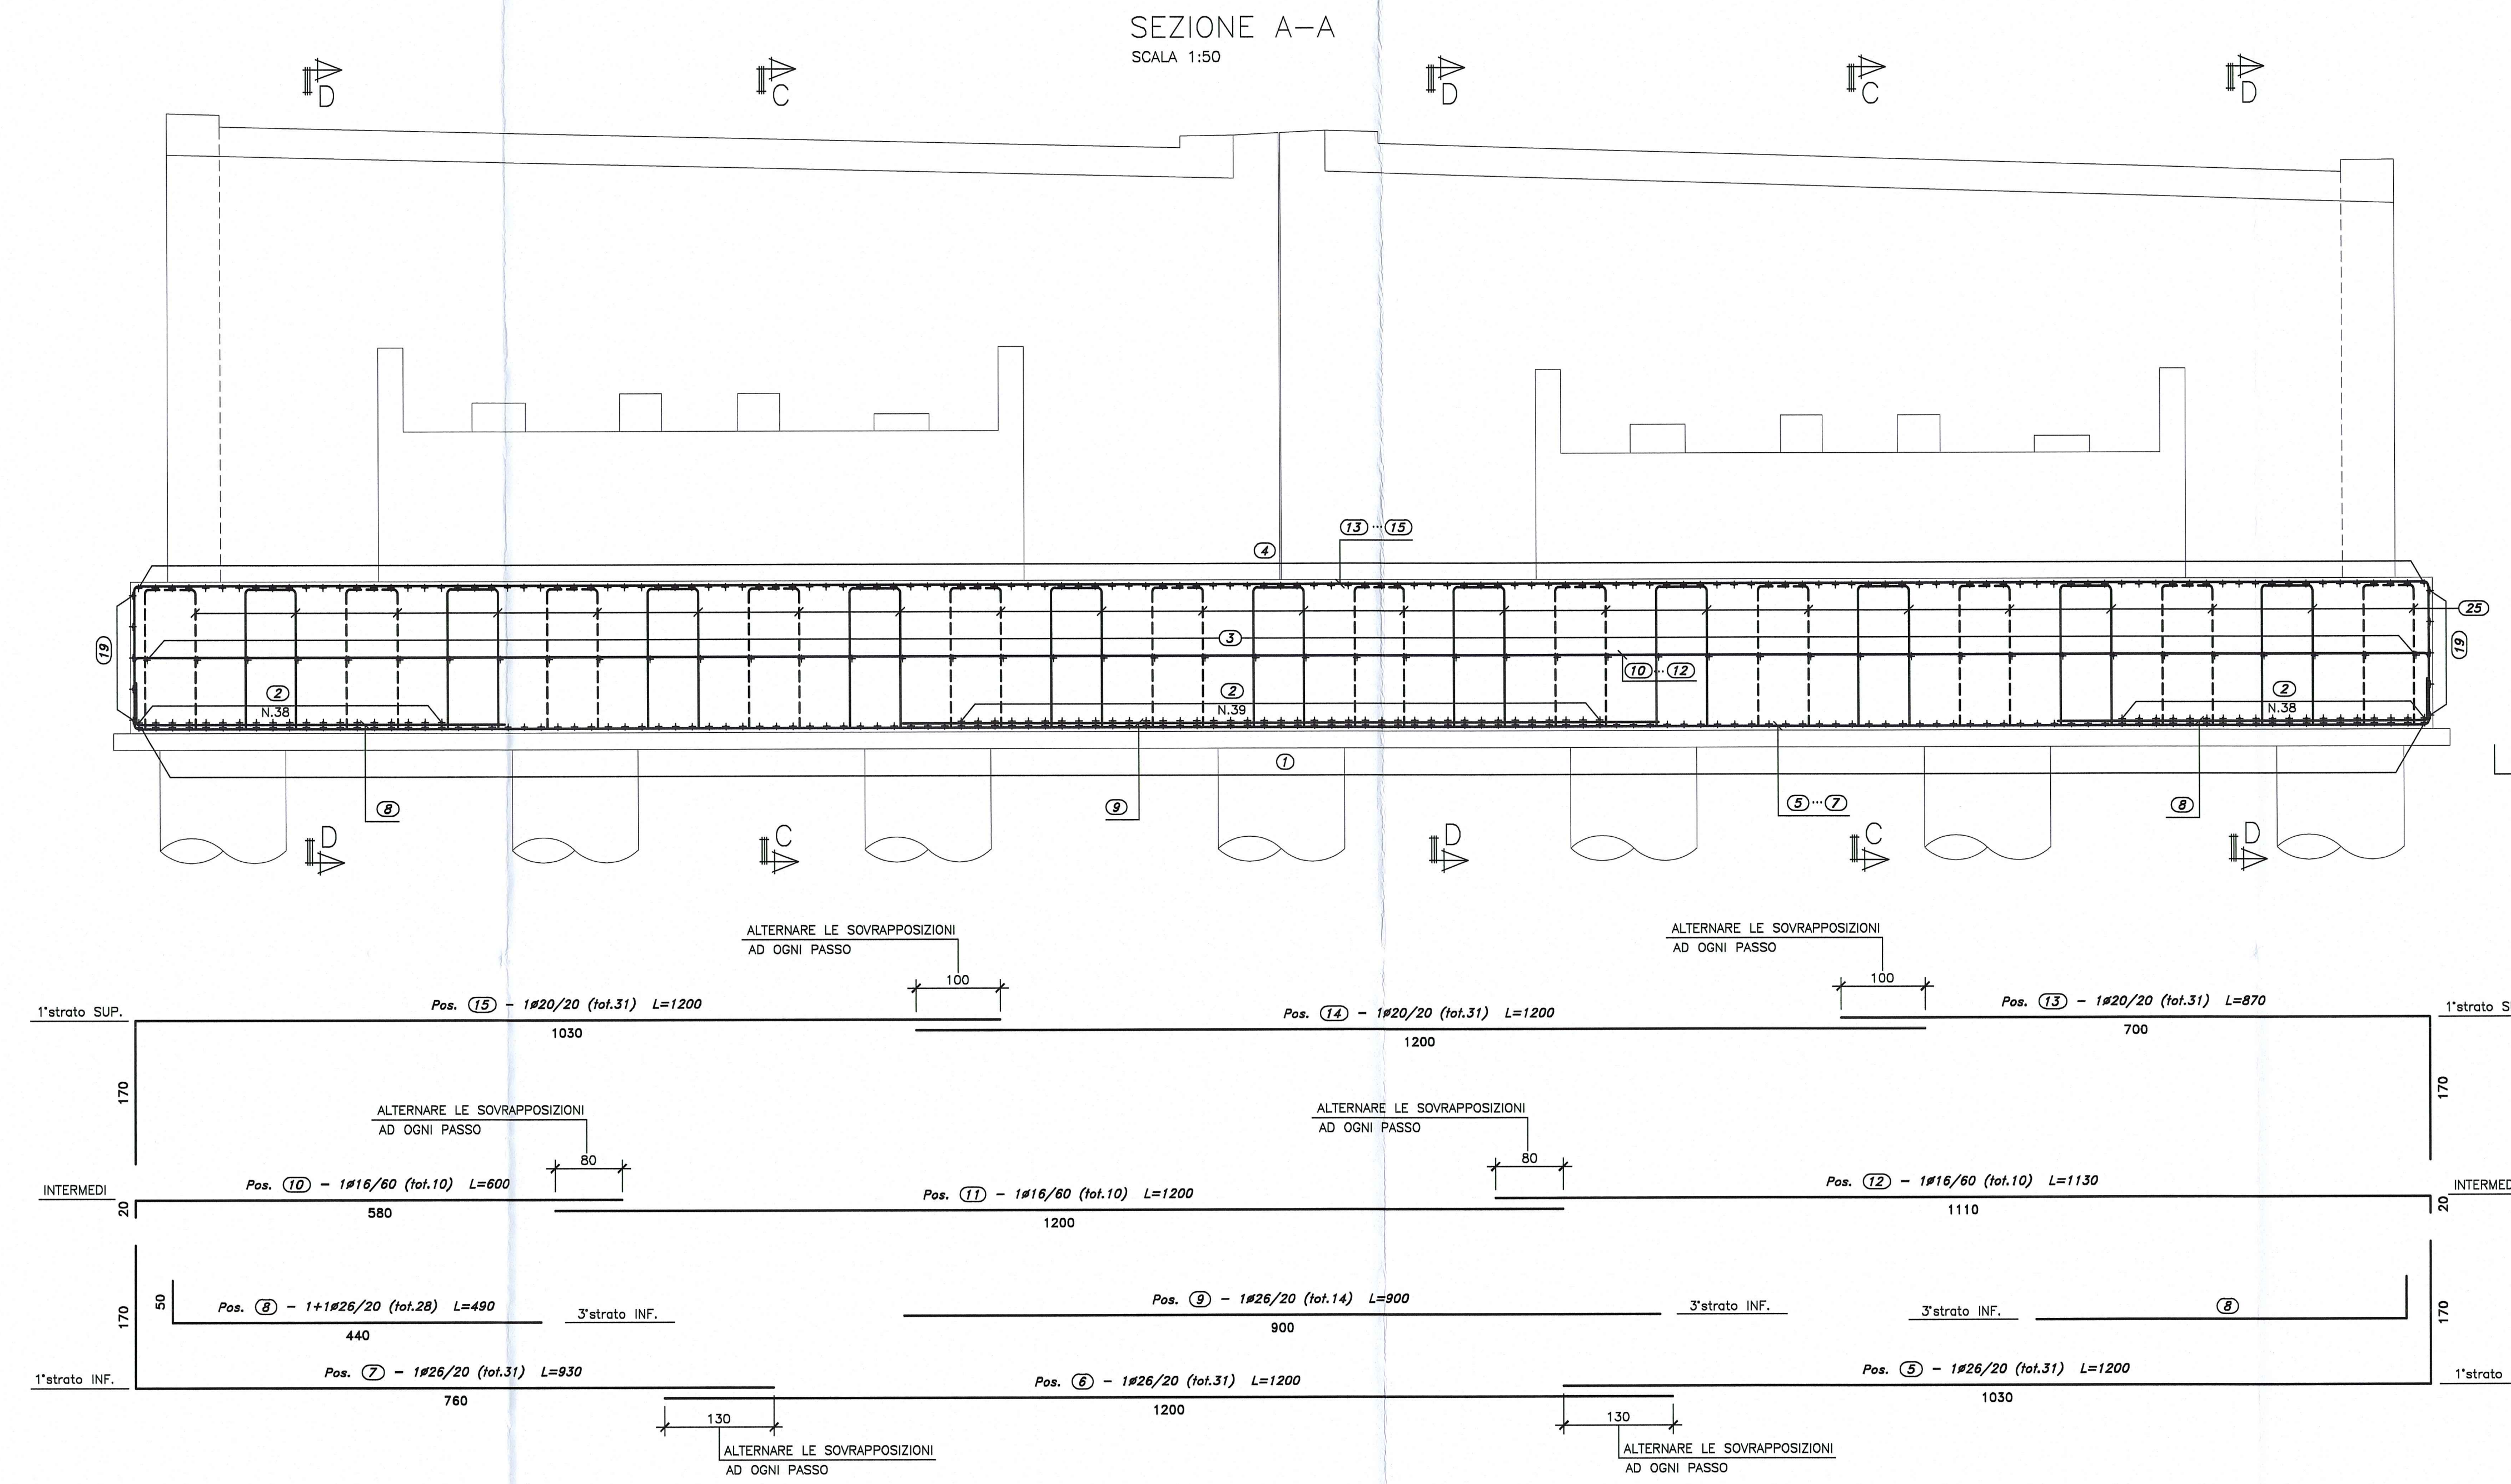 SEZIONE A–A
SCALA 1:50
D
C
D
C
D
13 ... 15
4
25
19
3
19
10 ... 12
2
N.38
2
N.39
2
N.38
1
8
9
5 ... 7
8
D
C
D
C
D
ALTERNARE LE SOVRAPPOSIZIONI
AD OGNI PASSO
ALTERNARE LE SOVRAPPOSIZIONI
AD OGNI PASSO
100
100
1°strato SUP.
Pos. 15 – 1ø20/20 (tot.31) L=1200
1030
Pos. 14 – 1ø20/20 (tot.31) L=1200
1200
Pos. 13 – 1ø20/20 (tot.31) L=870
700
1°strato S
170
170
ALTERNARE LE SOVRAPPOSIZIONI
AD OGNI PASSO
ALTERNARE LE SOVRAPPOSIZIONI
AD OGNI PASSO
80
80
INTERMEDI
Pos. 10 – 1ø16/60 (tot.10) L=600
580
Pos. 11 – 1ø16/60 (tot.10) L=1200
1200
Pos. 12 – 1ø16/60 (tot.10) L=1130
1110
INTERMED
20
20
170
50
Pos. 8 – 1+1ø26/20 (tot.28) L=490
440
3°strato INF.
Pos. 9 – 1ø26/20 (tot.14) L=900
900
3°strato INF.
3°strato INF.
8
170
1°strato INF.
Pos. 7 – 1ø26/20 (tot.31) L=930
760
Pos. 6 – 1ø26/20 (tot.31) L=1200
1200
Pos. 5 – 1ø26/20 (tot.31) L=1200
1030
1°strato
130
130
ALTERNARE LE SOVRAPPOSIZIONI
AD OGNI PASSO
ALTERNARE LE SOVRAPPOSIZIONI
AD OGNI PASSO